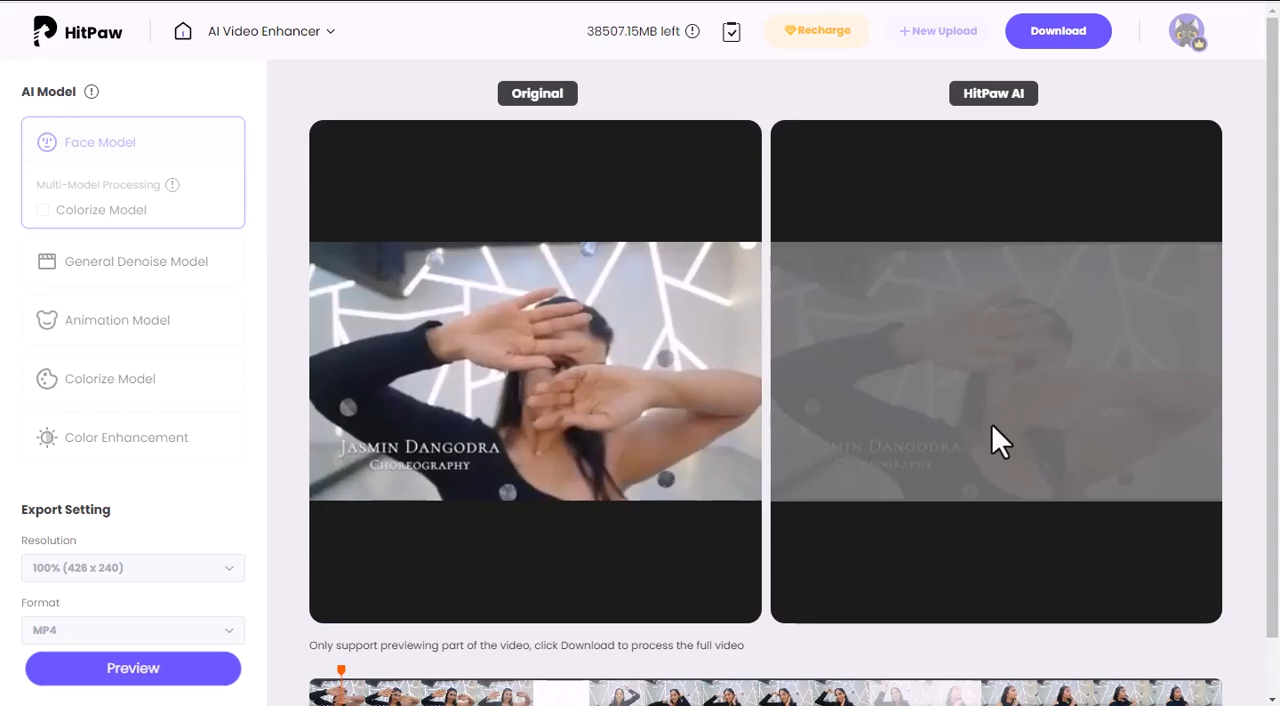 HitPaw
AI Video Enhancer
38507.15MB left
Recharge
+ New Upload
Download
AI Model
Original
HitPaw AI
Face Model
Multi-Model Processing
Colorize Model
General Denoise Model
Animation Model
Colorize Model
Color Enhancement
JASMIN DANGODRA
CHOREOGRAPHY
JASMIN DANGODRA
CHOREOGRAPHY
Export Setting
Resolution
100% (426 x 240)
Format
MP4
Only support previewing part of the video, click Download to process the full video
Preview